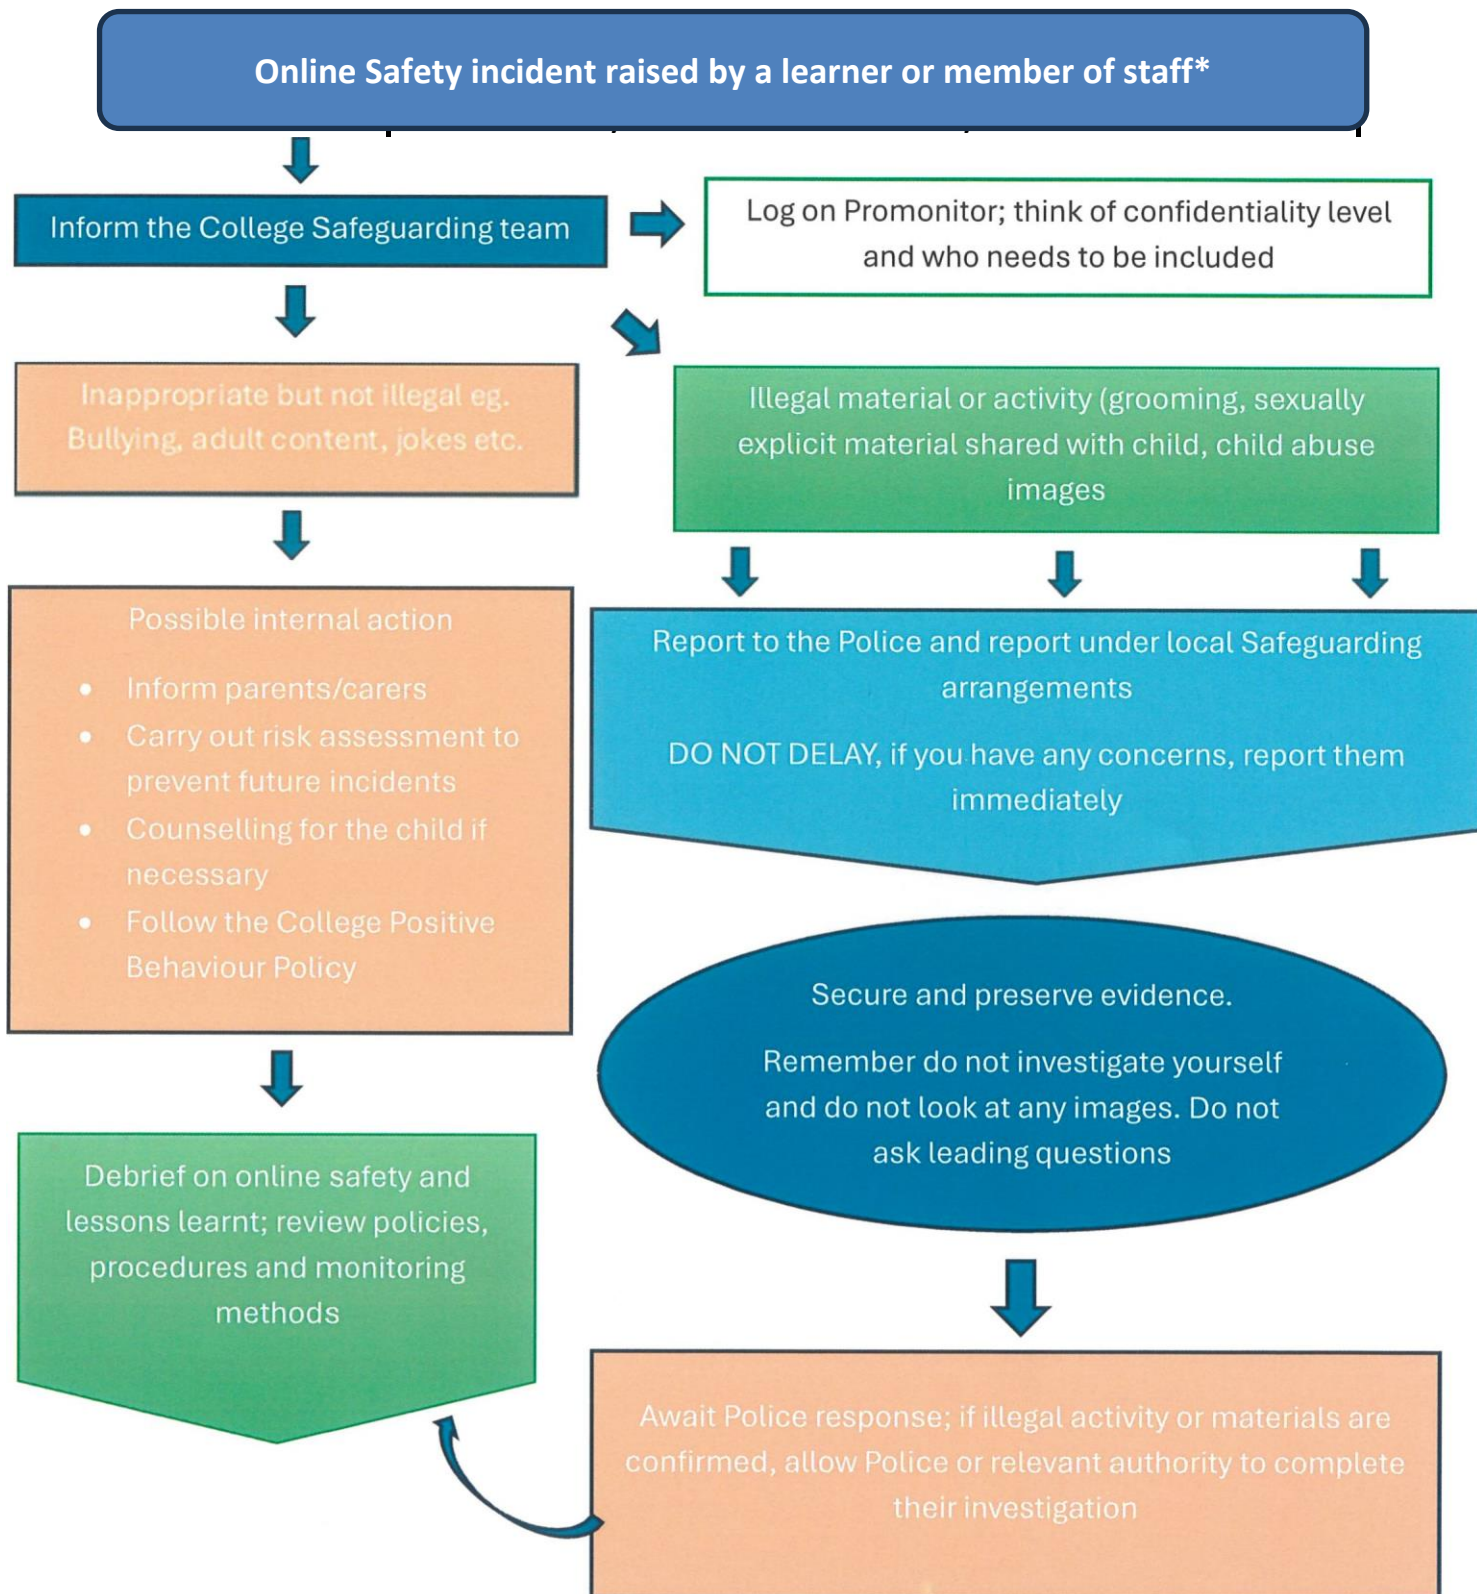 Online Safety incident raised by a learner or member of staff*
Inform the College Safeguarding team
Log on Promonitor; think of confidentiality level
and who needs to be included
Inappropriate but not illegal eg.
Bullying, adult content, jokes etc.
Illegal material or activity (grooming, sexually
explicit material shared with child, child abuse
images
Possible internal action
• Inform parents/carers
• Carry out risk assessment to
prevent future incidents
• Counselling for the child if
necessary
• Follow the College Positive
Behaviour Policy
Report to the Police and report under local Safeguarding
arrangements
DO NOT DELAY, if you have any concerns, report them
immediately
Secure and preserve evidence.
Remember do not investigate yourself
and do not look at any images. Do not
ask leading questions
Debrief on online safety and
lessons learnt; review policies,
procedures and monitoring
methods
Await Police response; if illegal activity or materials are
confirmed, allow Police or relevant authority to complete
their investigation